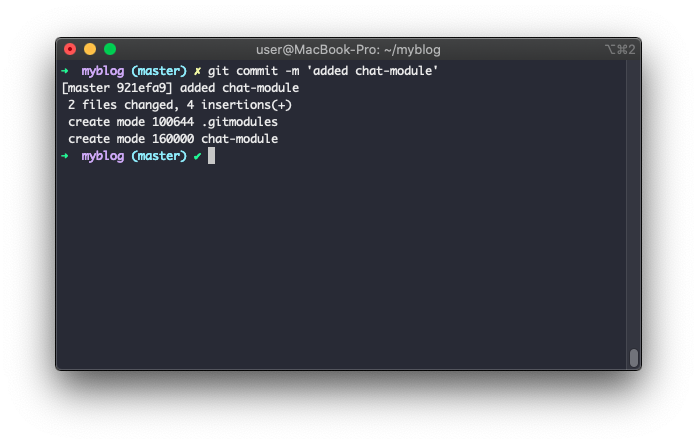 user@MacBook-Pro: ~/myblog ⌥⌘2
➜ myblog (master) ✗ git commit -m 'added chat-module'
[master 921efa9] added chat-module
2 files changed, 4 insertions(+)
create mode 100644 .gitmodules
create mode 160000 chat-module
➜ myblog (master) ✔